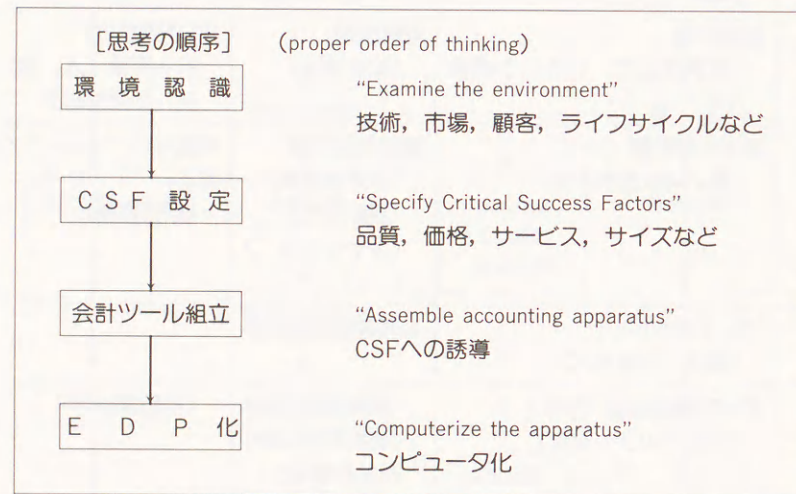 [思考の順序] (proper order of thinking)
環境認識 “Examine the environment”
技術，市場，顧客，ライフサイクルなど
CSF設定 “Specify Critical Success Factors”
品質，価格，サービス，サイズなど
会計ツール組立 “Assemble accounting apparatus”
CSFへの誘導
EDP化 “Computerize the apparatus”
コンピュータ化